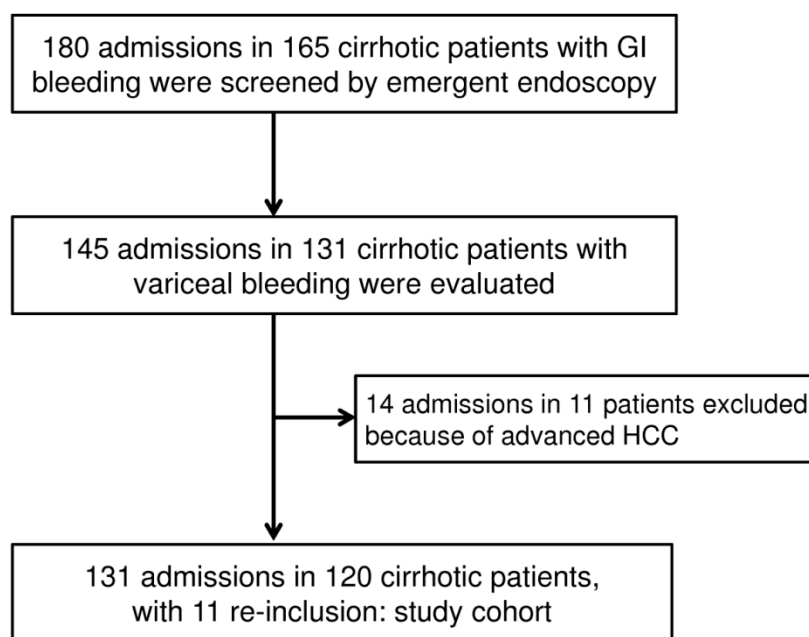 180 admissions in 165 cirrhotic patients with GI
bleeding were screened by emergent endoscopy
145 admissions in 131 cirrhotic patients with
variceal bleeding were evaluated
14 admissions in 11 patients excluded
because of advanced HCC
131 admissions in 120 cirrhotic patients,
with 11 re-inclusion: study cohort